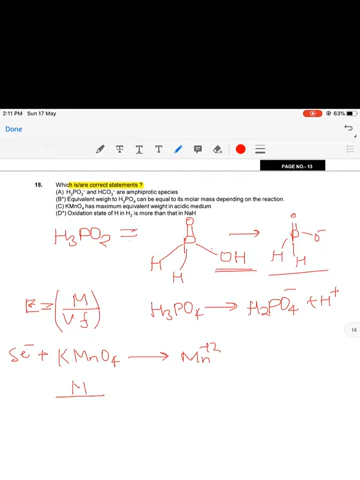 2:11 PM Sun 17 May
67%
Done
PAGE NO.- 13
18. Which is/are correct statements ?
(A) H₂PO₂⁻ and HCO₃⁻ are amphiprotic species
(B*) Equivalent weigh to H₃PO₄ can be equal to its molar mass depending on the reaction.
(C) KMnO₄ has maximum equivalent weight in acidic medium
(D*) Oxidation state of H in H₂ is more than that in NaH
H₃PO₂ =
O
P
H OH
H
→
O
P O⁻
H H
E = (M / V f)
H₃PO₄ → H₂PO₄⁻ + H⁺
14
5e⁻ + KMnO₄ → Mn⁺²
M